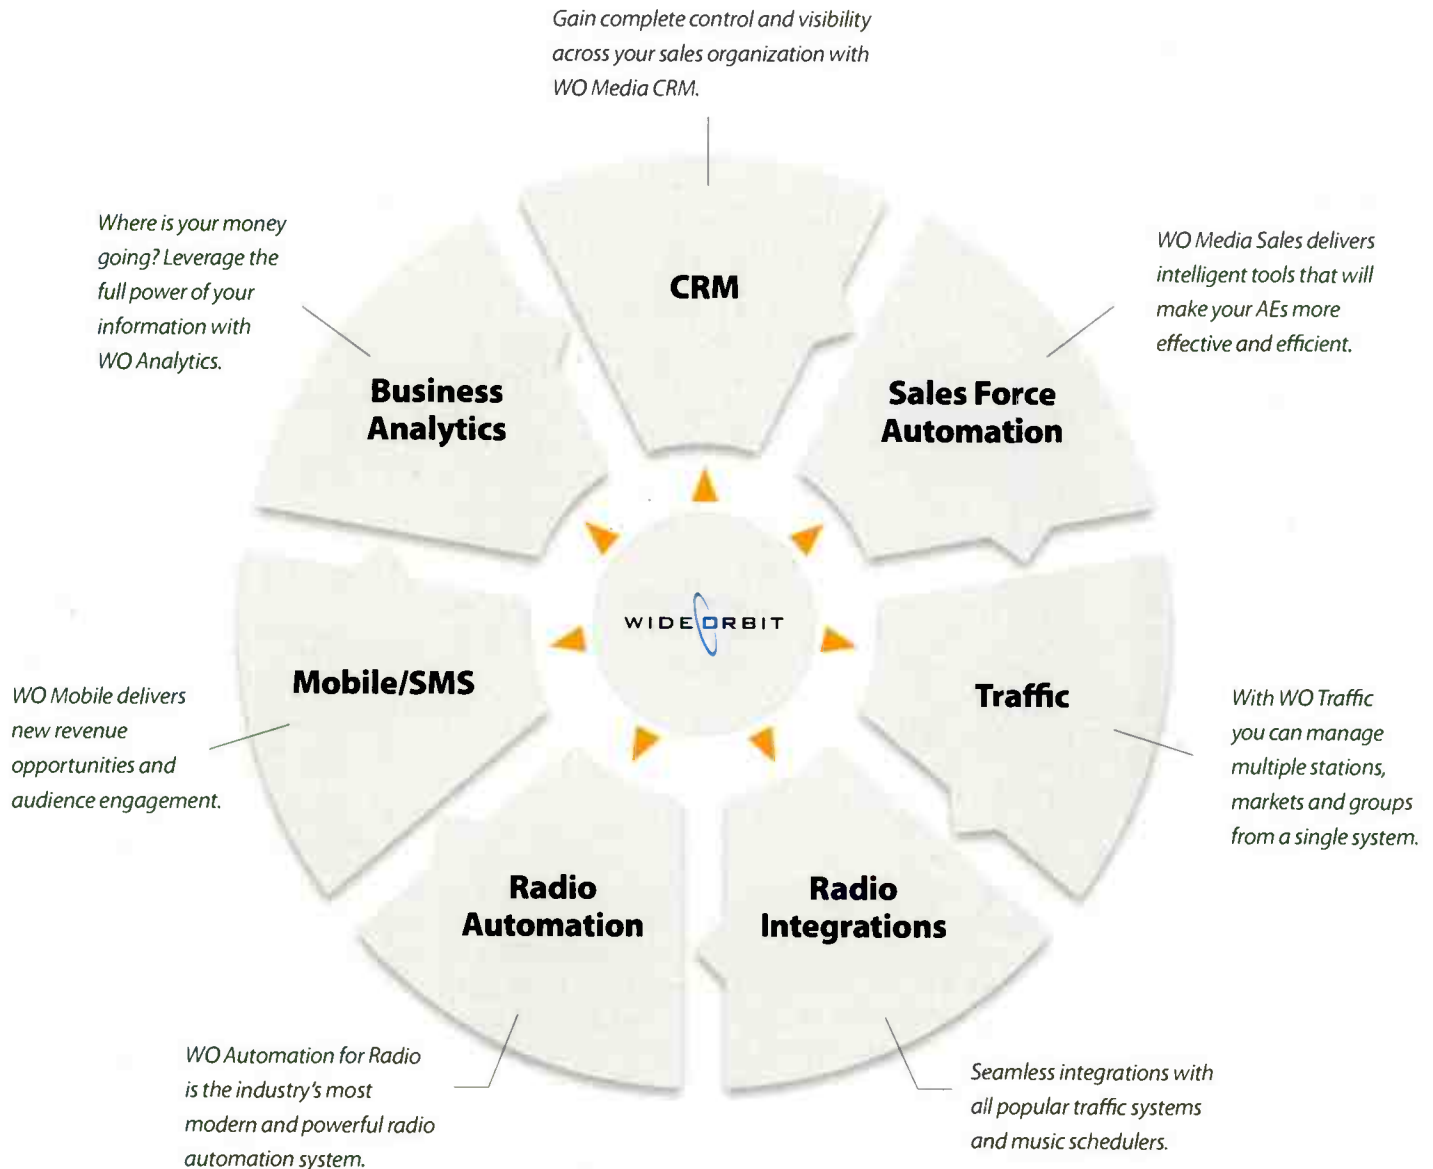 Gain complete control and visibility
across your sales organization with
WO Media CRM.
CRM
Where is your money
going? Leverage the
full power of your
information with
WO Analytics.
Business
Analytics
WO Media Sales delivers
intelligent tools that will
make your AEs more
effective and efficient.
Sales Force
Automation
WIDEORBIT
Mobile/SMS
WO Mobile delivers
new revenue
opportunities and
audience engagement.
Traffic
With WO Traffic
you can manage
multiple stations,
markets and groups
from a single system.
Radio
Automation
WO Automation for Radio
is the industry's most
modern and powerful radio
automation system.
Radio
Integrations
Seamless integrations with
all popular traffic systems
and music schedulers.